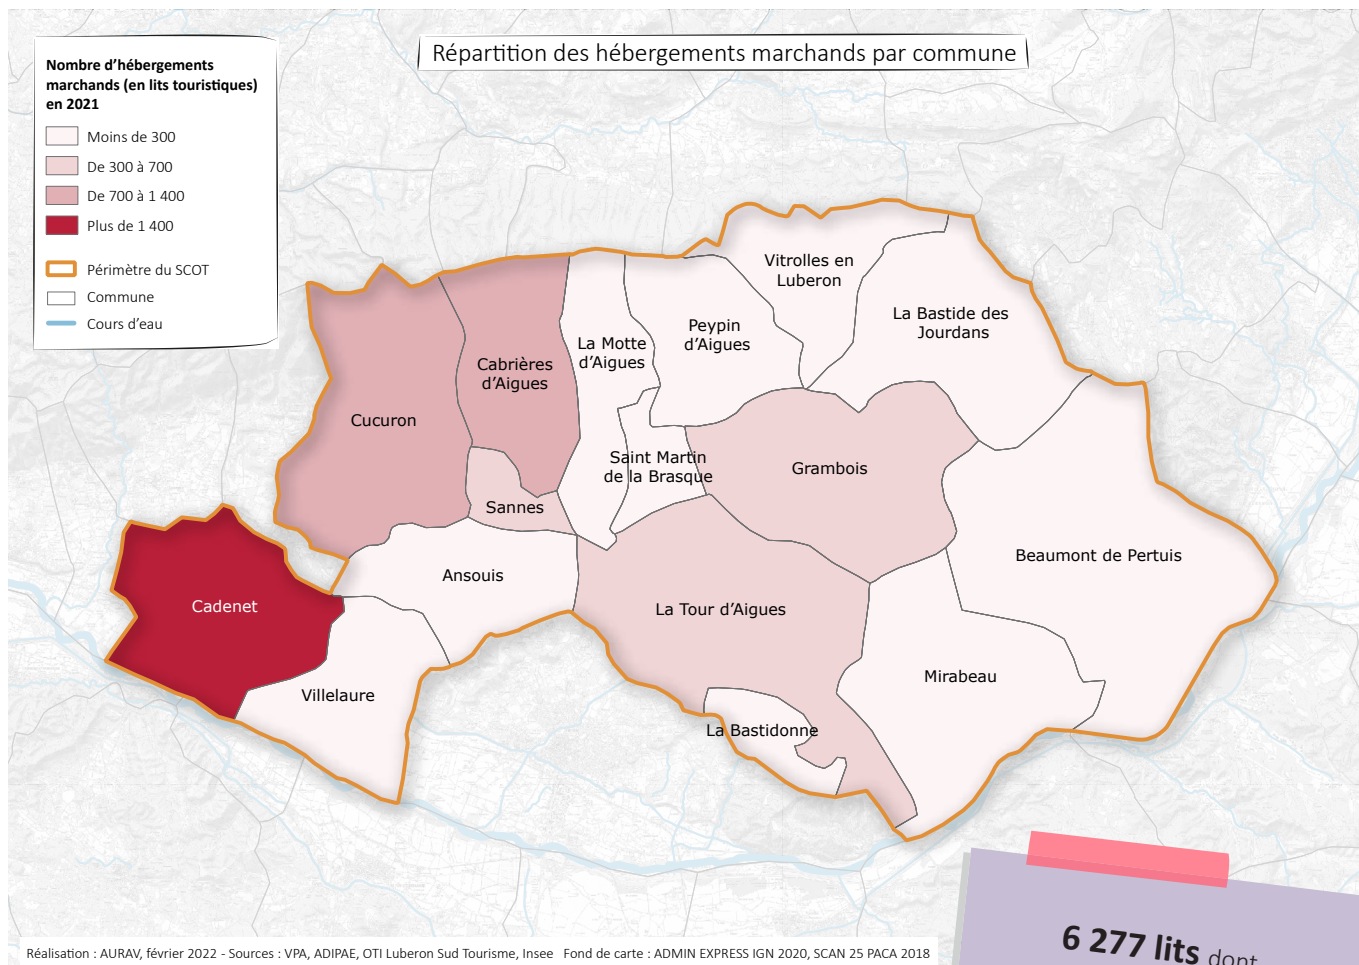 Répartition des hébergements marchands par commune
Nombre d'hébergements
marchands (en lits touristiques)
en 2021
Moins de 300
De 300 à 700
De 700 à 1 400
Plus de 1 400
Périmètre du SCOT
Commune
Cours d'eau
Vitrolles en
Luberon
La Bastide des
Jourdans
Peypin
d'Aigues
La Motte
d'Aigues
Cabrières
d'Aigues
Cucuron
Saint Martin
de la Brasque
Grambois
Sannes
Beaumont de Pertuis
Ansouis
Cadenet
La Tour d'Aigues
Mirabeau
Villelaure
La Bastidonne
6 277 lits dont
Réalisation : AURAV, février 2022 - Sources : VPA, ADIPAE, OTI Luberon Sud Tourisme, Insee Fond de carte : ADMIN EXPRESS IGN 2020, SCAN 25 PACA 2018